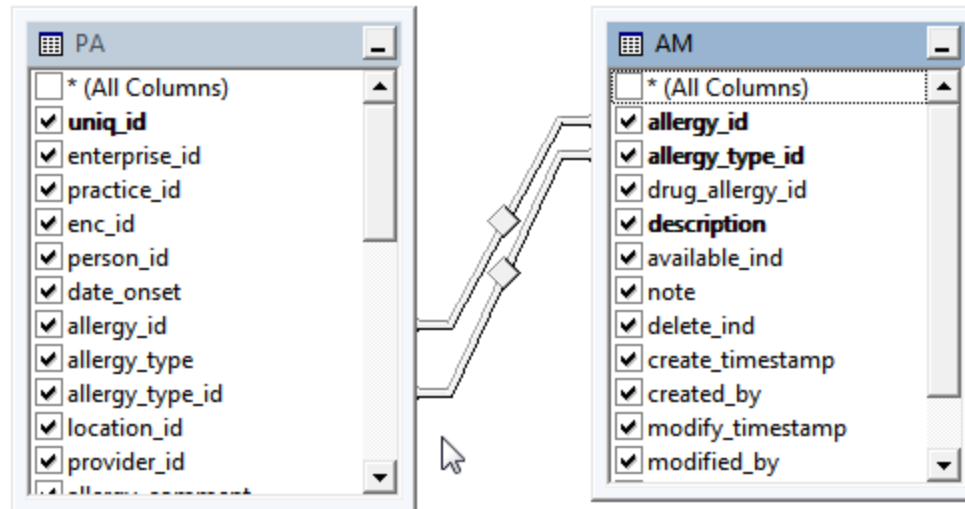 PA
* (All Columns)
uniq_id
enterprise_id
practice_id
enc_id
person_id
date_onset
allergy_id
allergy_type
allergy_type_id
location_id
provider_id
allergy_comment
AM
* (All Columns)
allergy_id
allergy_type_id
drug_allergy_id
description
available_ind
note
delete_ind
create_timestamp
created_by
modify_timestamp
modified_by